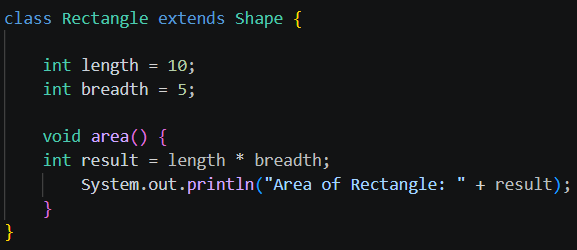 class Rectangle extends Shape {
    int length = 10;
    int breadth = 5;
    void area() {
    int result = length * breadth;
        System.out.println("Area of Rectangle: " + result);
    }
}